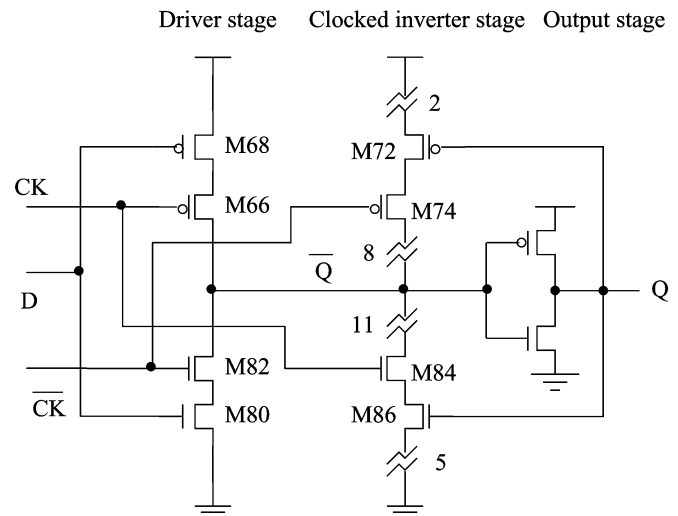 Driver stage
Clocked inverter stage
Output stage
2
M68
M72
CK
M66
M74
8
Q̅
D
Q
11
M82
M84
C̅K̅
M80
M86
5